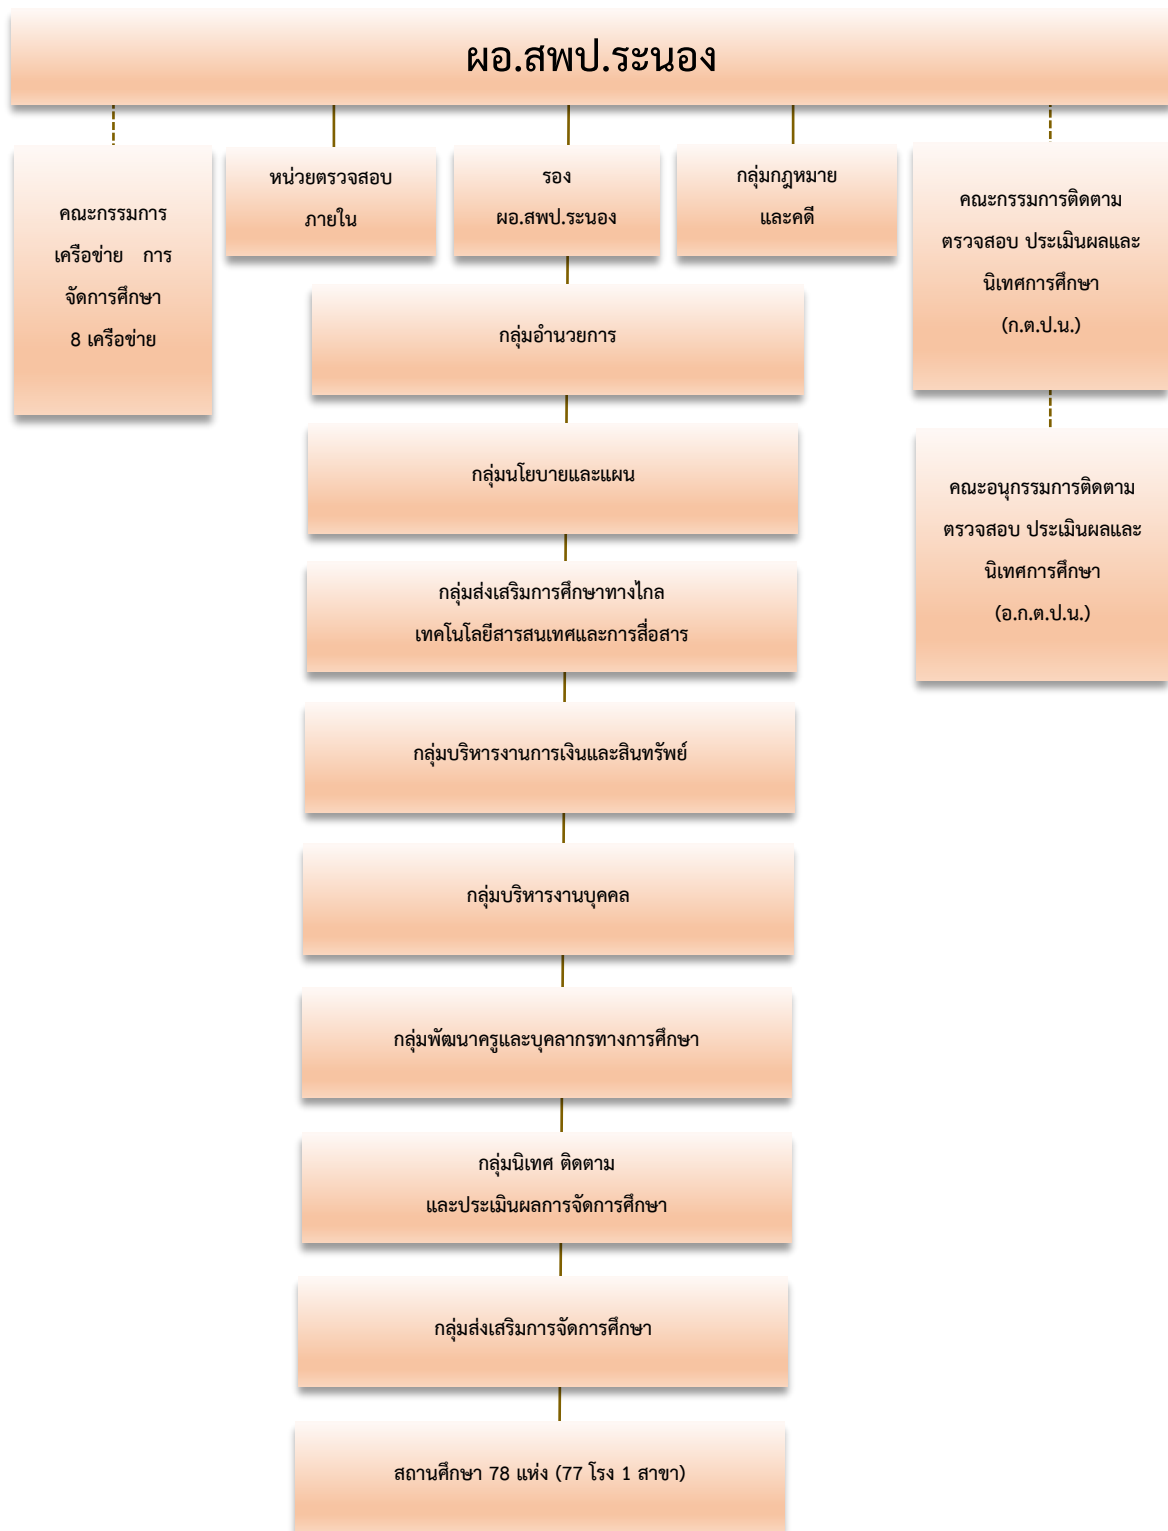 ผอ.สพป.ระนอง
คณะกรรมการ
เครือข่าย การ
จัดการศึกษา
8 เครือข่าย
หน่วยตรวจสอบ
ภายใน
รอง
ผอ.สพป.ระนอง
กลุ่มกฎหมาย
และคดี
คณะกรรมการติดตาม
ตรวจสอบ ประเมินผลและ
นิเทศการศึกษา
(ก.ต.ป.น.)
คณะอนุกรรมการติดตาม
ตรวจสอบ ประเมินผลและ
นิเทศการศึกษา
(อ.ก.ต.ป.น.)
กลุ่มอำนวยการ
กลุ่มนโยบายและแผน
กลุ่มส่งเสริมการศึกษาทางไกล
เทคโนโลยีสารสนเทศและการสื่อสาร
กลุ่มบริหารงานการเงินและสินทรัพย์
กลุ่มบริหารงานบุคคล
กลุ่มพัฒนาครูและบุคลากรทางการศึกษา
กลุ่มนิเทศ ติดตาม
และประเมินผลการจัดการศึกษา
กลุ่มส่งเสริมการจัดการศึกษา
สถานศึกษา 78 แห่ง (77 โรง 1 สาขา)